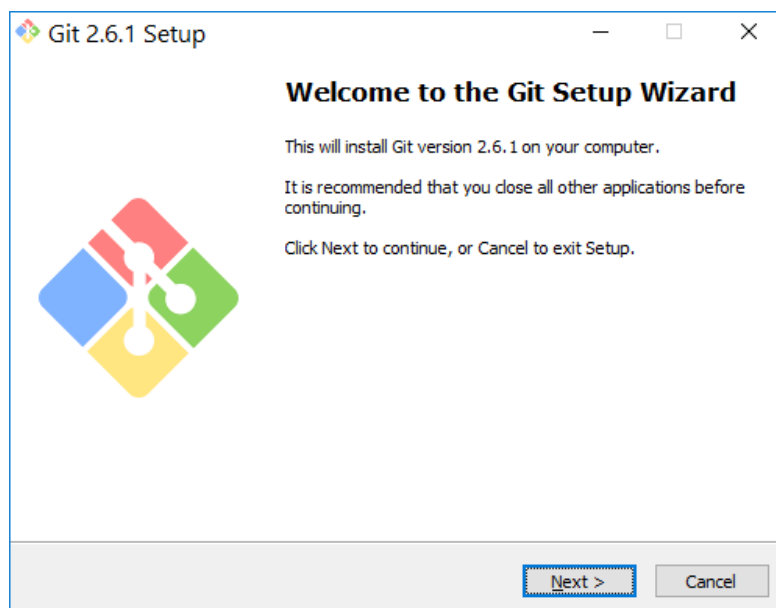 Git 2.6.1 Setup
Welcome to the Git Setup Wizard
This will install Git version 2.6.1 on your computer.
It is recommended that you close all other applications before
continuing.
Click Next to continue, or Cancel to exit Setup.
Next >
Cancel